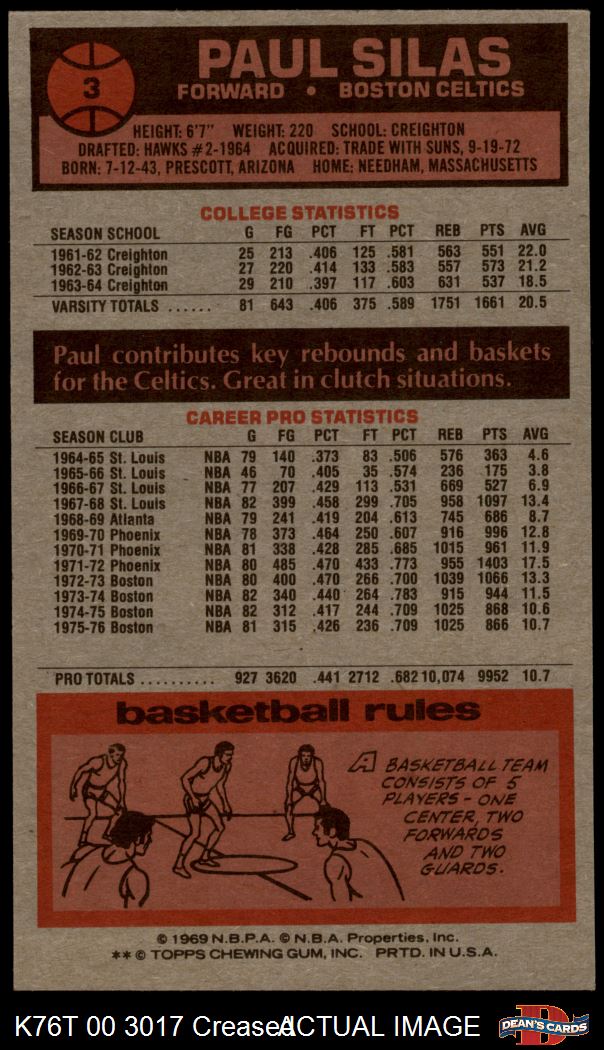 3
PAUL SILAS
FORWARD • BOSTON CELTICS
HEIGHT: 6'7" WEIGHT: 220 SCHOOL: CREIGHTON
DRAFTED: HAWKS #2-1964 ACQUIRED: TRADE WITH SUNS, 9-19-72
BORN: 7-12-43, PRESCOTT, ARIZONA HOME: NEEDHAM, MASSACHUSETTS
COLLEGE STATISTICS
SEASON SCHOOL G FG PCT FT PCT REB PTS AVG
1961-62 Creighton 25 213 .406 125 .581 563 551 22.0
1962-63 Creighton 27 220 .414 133 .583 557 573 21.2
1963-64 Creighton 29 210 .397 117 .603 631 537 18.5
VARSITY TOTALS ...... 81 643 .406 375 .589 1751 1661 20.5
Paul contributes key rebounds and baskets
for the Celtics. Great in clutch situations.
CAREER PRO STATISTICS
SEASON CLUB G FG PCT FT PCT REB PTS AVG
1964-65 St. Louis NBA 79 140 .373 83 .506 576 363 4.6
1965-66 St. Louis NBA 46 70 .405 35 .574 236 175 3.8
1966-67 St. Louis NBA 77 207 .429 113 .531 669 527 6.9
1967-68 St. Louis NBA 82 399 .458 299 .705 958 1097 13.4
1968-69 Atlanta NBA 79 241 .419 204 .613 745 686 8.7
1969-70 Phoenix NBA 78 373 .464 250 .607 916 996 12.8
1970-71 Phoenix NBA 81 338 .428 285 .685 1015 961 11.9
1971-72 Phoenix NBA 80 485 .470 433 .773 955 1403 17.5
1972-73 Boston NBA 80 400 .470 266 .700 1039 1066 13.3
1973-74 Boston NBA 82 340 .440 264 .783 915 944 11.5
1974-75 Boston NBA 82 312 .417 244 .709 1025 868 10.6
1975-76 Boston NBA 81 315 .426 236 .709 1025 866 10.7
PRO TOTALS .......... 927 3620 .441 2712 .682 10,074 9952 10.7
basketball rules
A BASKETBALL TEAM
CONSISTS OF 5
PLAYERS - ONE
CENTER, TWO
FORWARDS
AND TWO
GUARDS.
© 1969 N.B.P.A. © N.B.A. Properties, Inc.
** © TOPPS CHEWING GUM, INC. PRTD. IN U.S.A.
K76T 00 3017 Creased ACTUAL IMAGE
DEAN'S CARDS